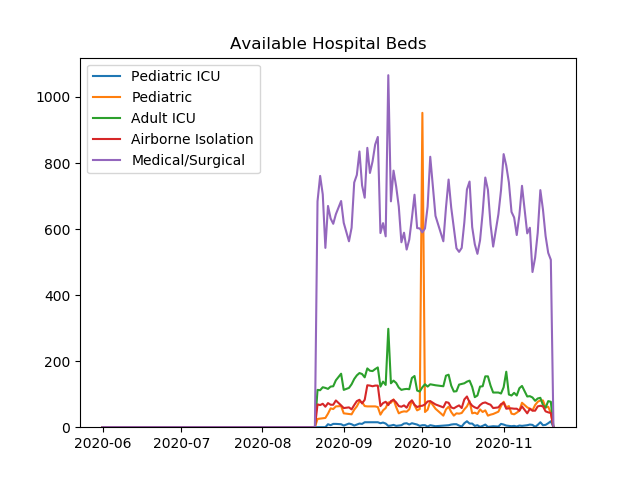 Available Hospital Beds
Pediatric ICU
Pediatric
Adult ICU
Airborne Isolation
Medical/Surgical
1000
800
600
400
200
0
2020-06 2020-07 2020-08 2020-09 2020-10 2020-11